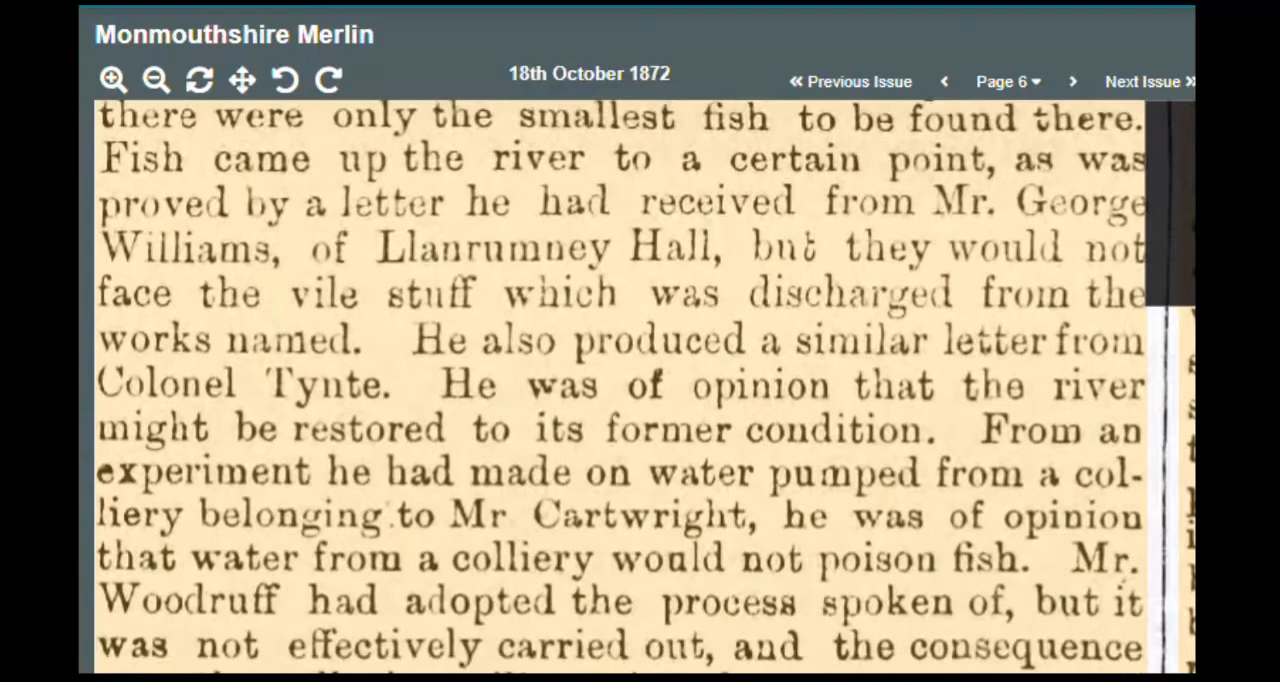 Monmouthshire Merlin
18th October 1872
Previous Issue
Page 6
Next Issue
there were only the smallest fish to be found there.
Fish came up the river to a certain point, as was
proved by a letter he had received from Mr. George
Williams, of Llanrumney Hall, but they would not
face the vile stuff which was discharged from the
works named. He also produced a similar letter from
Colonel Tynte. He was of opinion that the river
might be restored to its former condition. From an
experiment he had made on water pumped from a col-
liery belonging to Mr Cartwright, he was of opinion
that water from a colliery would not poison fish. Mr.
Woodruff had adopted the process spoken of, but it
was not effectively carried out, and the consequence